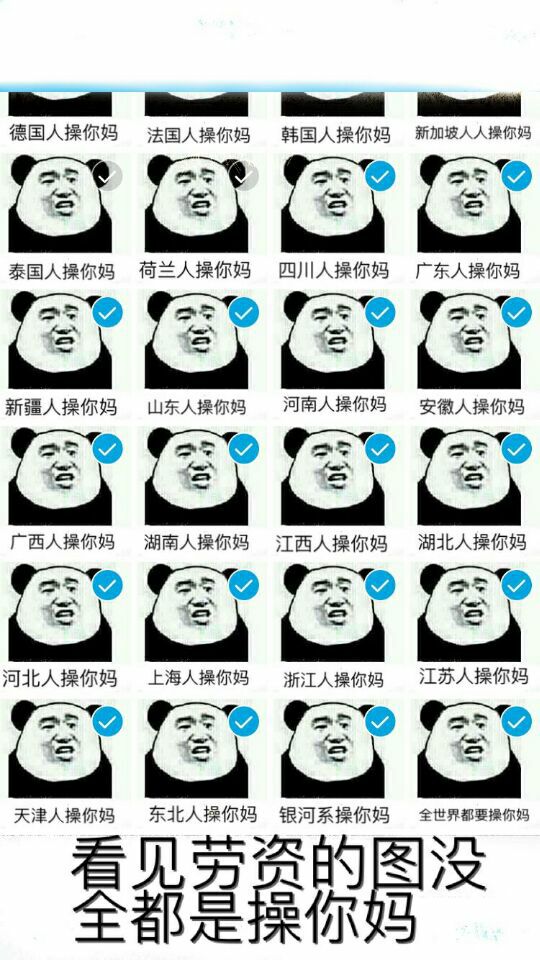 德国人操你妈
法国人操你妈
韩国人操你妈
新加坡人人操你妈
泰国人操你妈
荷兰人操你妈
四川人操你妈
广东人操你妈
新疆人操你妈
山东人操你妈
河南人操你妈
安徽人操你妈
广西人操你妈
湖南人操你妈
江西人操你妈
湖北人操你妈
河北人操你妈
上海人操你妈
浙江人操你妈
江苏人操你妈
天津人操你妈
东北人操你妈
银河系操你妈
全世界都要操你妈
看见劳资的图没
全都是操你妈